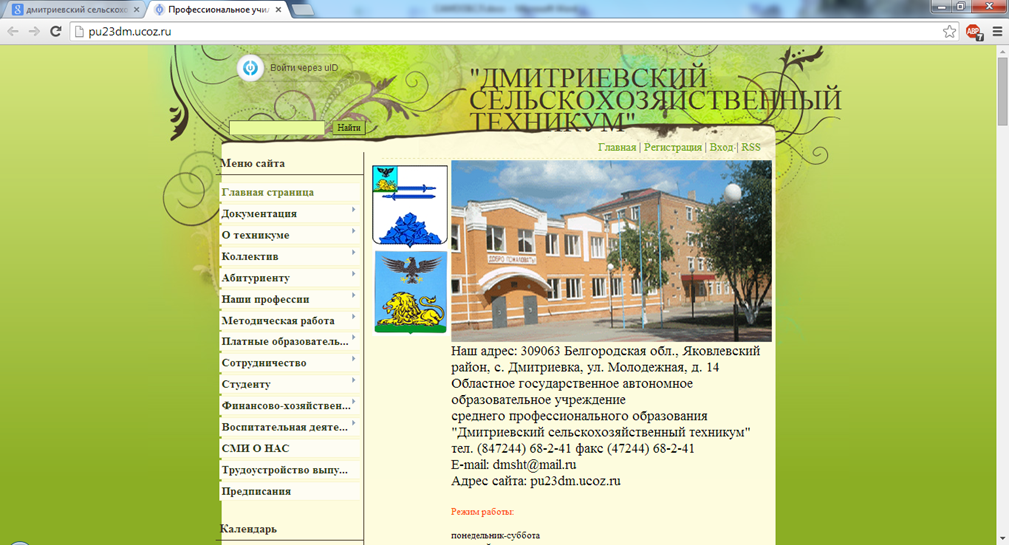 дмитриевский сельскохо
Профессиональное учи
pu23dm.ucoz.ru
ABP
7
Войти через uID
Найти
"ДМИТРИЕВСКИЙ
СЕЛЬСКОХОЗЯЙСТВЕННЫЙ
ТЕХНИКУМ"
Главная | Регистрация | Вход | RSS
Меню сайта
Главная страница
Документация
О техникуме
Коллектив
Абитуриенту
Наши профессии
Методическая работа
Платные образователь...
Сотрудничество
Студенту
Финансово-хозяйствен...
Воспитательная деяте...
СМИ О НАС
Трудоустройство выпу...
Предписания
Календарь
ДОБРО ПОЖАЛОВАТЬ!
Наш адрес: 309063 Белгородская обл., Яковлевский
район, с. Дмитриевка, ул. Молодежная, д. 14
Областное государственное автономное
образовательное учреждение
среднего профессионального образования
"Дмитриевский сельскохозяйственный техникум"
тел. (847244) 68-2-41 факс (47244) 68-2-41
E-mail: dmsht@mail.ru
Адрес сайта: pu23dm.ucoz.ru
Режим работы:
понедельник-суббота